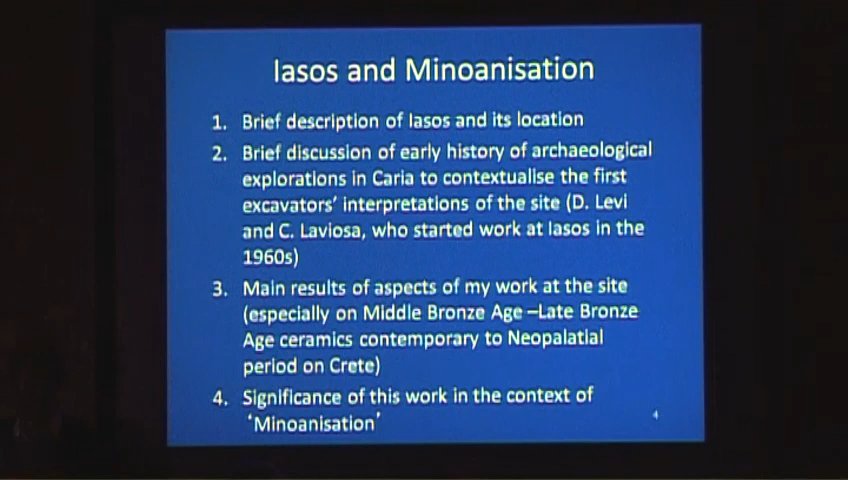 Iasos and Minoanisation
1. Brief description of Iasos and its location
2. Brief discussion of early history of archaeological
explorations in Caria to contextualise the first
excavators' interpretations of the site (D. Levi
and C. Laviosa, who started work at Iasos in the
1960s)
3. Main results of aspects of my work at the site
(especially on Middle Bronze Age –Late Bronze
Age ceramics contemporary to Neopalatial
period on Crete)
4. Significance of this work in the context of
'Minoanisation'
4